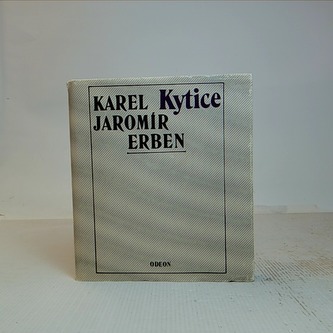 KAREL Kytice
JAROMÍR
ERBEN
ODEON